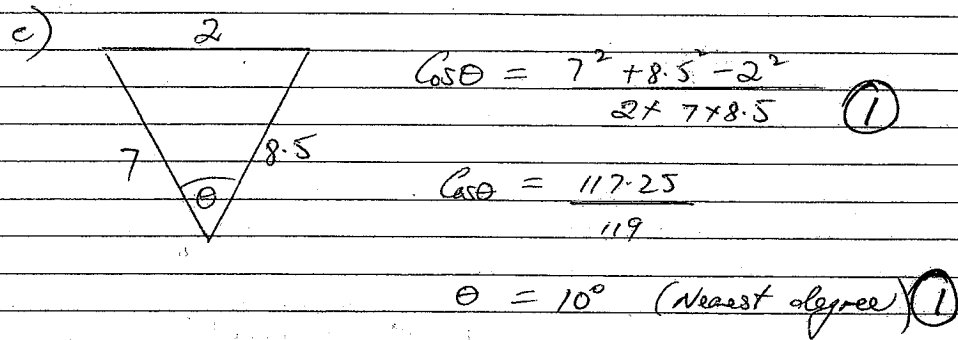 c)
2
7
8.5
θ
Cosθ = 7² + 8.5² - 2² / 2 × 7 × 8.5 (1)
Cosθ = 117.25 / 119
θ = 10° (Nearest degree) (1)